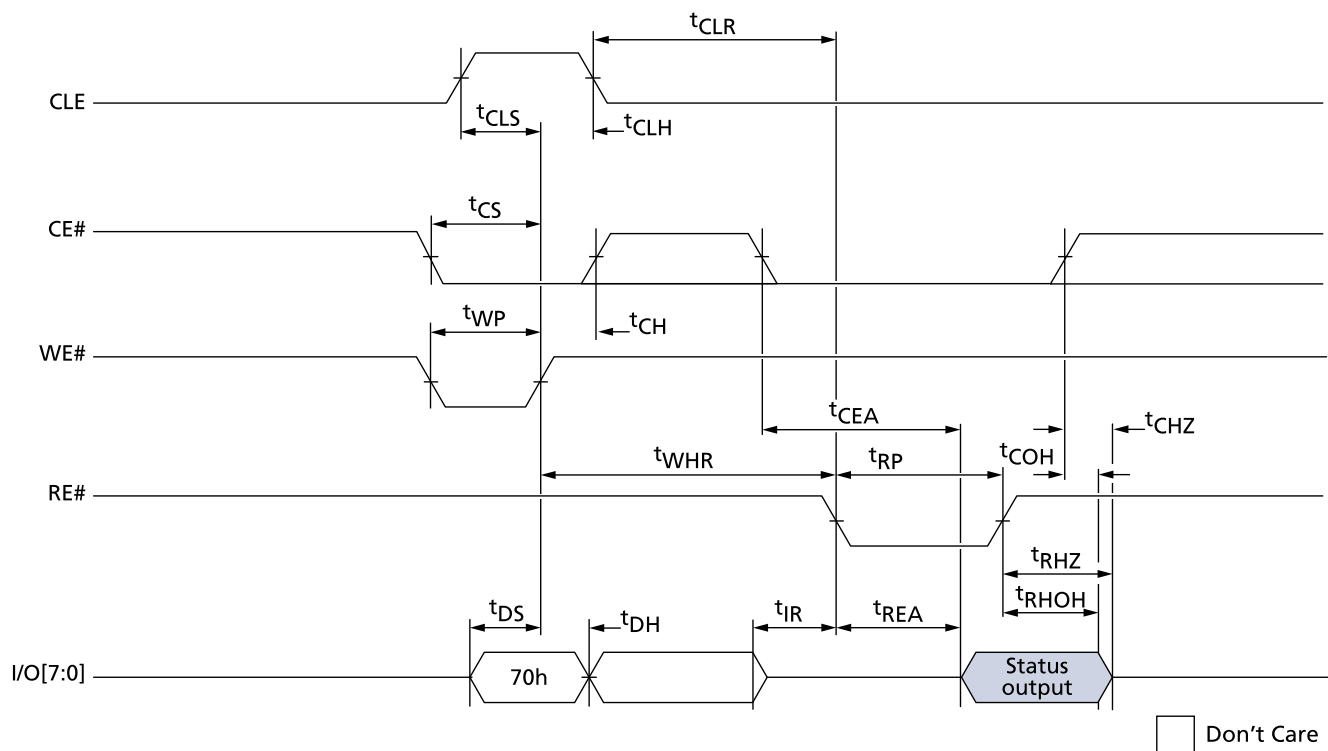 tCLR
CLE
tCLS
tCLH
tCS
CE#
tWP
tCH
WE#
tCEA
tCHZ
tWHR
tRP
tCOH
RE#
tRHZ
tRHOH
tDS
tDH
tIR
tREA
I/O[7:0]
70h
Status
output
Don't Care